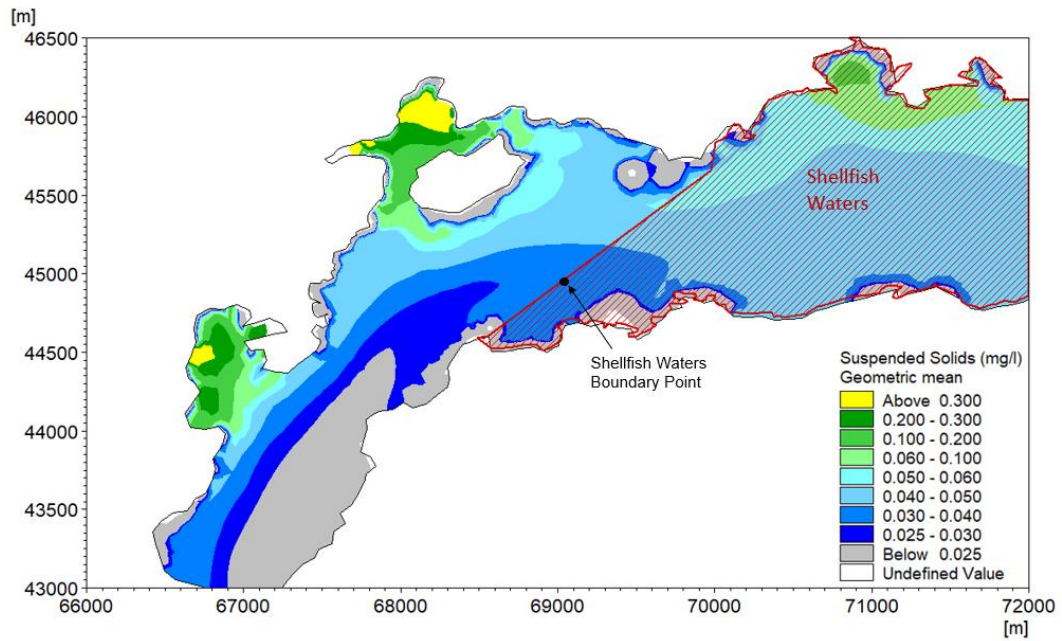 [m]
46500
46000
45500
45000
44500
44000
43500
43000
66000 67000 68000 69000 70000 71000 72000
[m]
Shellfish
Waters
Shellfish Waters
Boundary Point
Suspended Solids (mg/l)
Geometric mean
Above 0.300
0.200 - 0.300
0.100 - 0.200
0.060 - 0.100
0.050 - 0.060
0.040 - 0.050
0.030 - 0.040
0.025 - 0.030
Below 0.025
Undefined Value